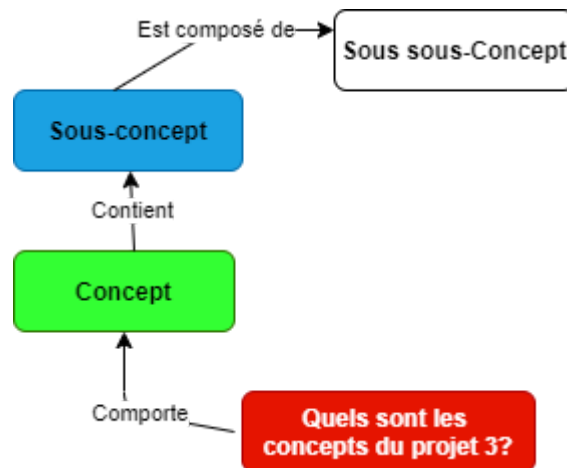 Est composé de
Sous sous-Concept
Sous-concept
Contient
Concept
Comporte
Quels sont les
concepts du projet 3?